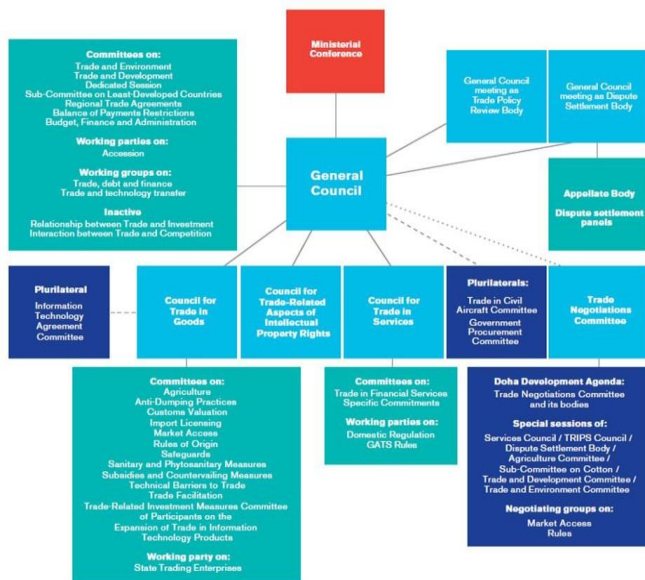 Ministerial
Conference
Committees on:
Trade and Environment
Trade and Development
Dedicated Session
Sub-Committee on Least-Developed Countries
Regional Trade Agreements
Balance of Payments Restrictions
Budget, Finance and Administration
Working parties on:
Accession
Working groups on:
Trade, debt and finance
Trade and technology transfer
Inactive
Relationship between Trade and Investment
Interaction between Trade and Competition
General
Council
General Council
meeting as
Trade Policy
Review Body
General Council
meeting as Dispute
Settlement Body
Appellate Body
Dispute settlement
panels
Plurilateral
Information
Technology
Agreement
Committee
Council for
Trade in
Goods
Council for
Trade-Related
Aspects of
Intellectual
Property Rights
Council for
Trade in
Services
Plurilaterals:
Trade in Civil
Aircraft Committee
Government
Procurement
Committee
Trade
Negotiations
Committee
Committees on:
Agriculture
Anti-Dumping Practices
Customs Valuation
Import Licensing
Market Access
Rules of Origin
Safeguards
Sanitary and Phytosanitary Measures
Subsidies and Countervailing Measures
Technical Barriers to Trade
Trade Facilitation
Trade-Related Investment Measures Committee
of Participants on the
Expansion of Trade in Information
Technology Products
Working party on:
State Trading Enterprises
Committees on:
Trade in Financial Services
Specific Commitments
Working parties on:
Domestic Regulation
GATS Rules
Doha Development Agenda:
Trade Negotiations Committee
and its bodies
Special sessions of:
Services Council / TRIPS Council /
Dispute Settlement Body /
Agriculture Committee /
Sub-Committee on Cotton /
Trade and Development Committee /
Trade and Environment Committee
Negotiating groups on:
Market Access
Rules